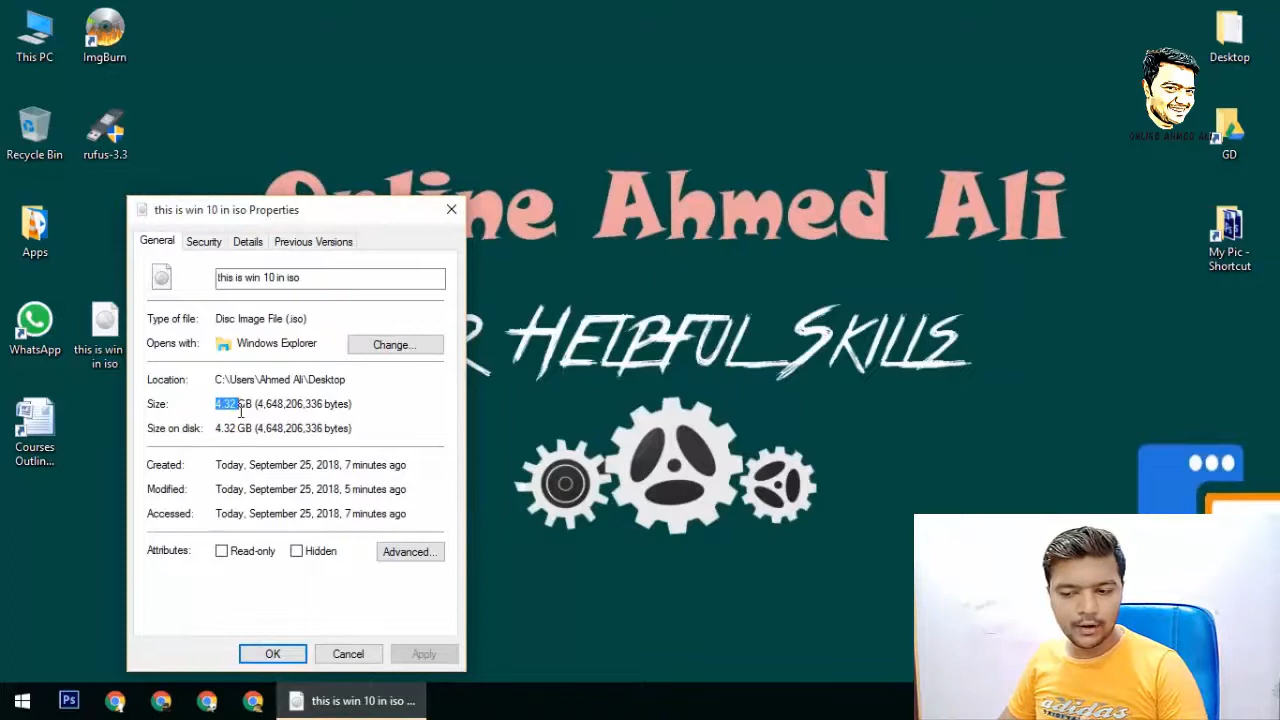 This PC
ImgBurn
Recycle Bin
rufus-3.3
Apps
WhatsApp
this is win 10
in iso
Courses
Outlin...
Desktop
ONLINE AHMED ALI
GD
My Pic -
Shortcut
Online Ahmed Ali
R HELPFUL SKILLS
this is win 10 in iso Properties
General
Security
Details
Previous Versions
this is win 10 in iso
Type of file: Disc Image File (.iso)
Opens with: Windows Explorer
Change...
Location: C:\Users\Ahmed Ali\Desktop
Size: 4.32 GB (4,648,206,336 bytes)
Size on disk: 4.32 GB (4,648,206,336 bytes)
Created: Today, September 25, 2018, 7 minutes ago
Modified: Today, September 25, 2018, 5 minutes ago
Accessed: Today, September 25, 2018, 7 minutes ago
Attributes: Read-only Hidden
Advanced...
OK
Cancel
Apply
Ps
this is win 10 in iso ...
adidas